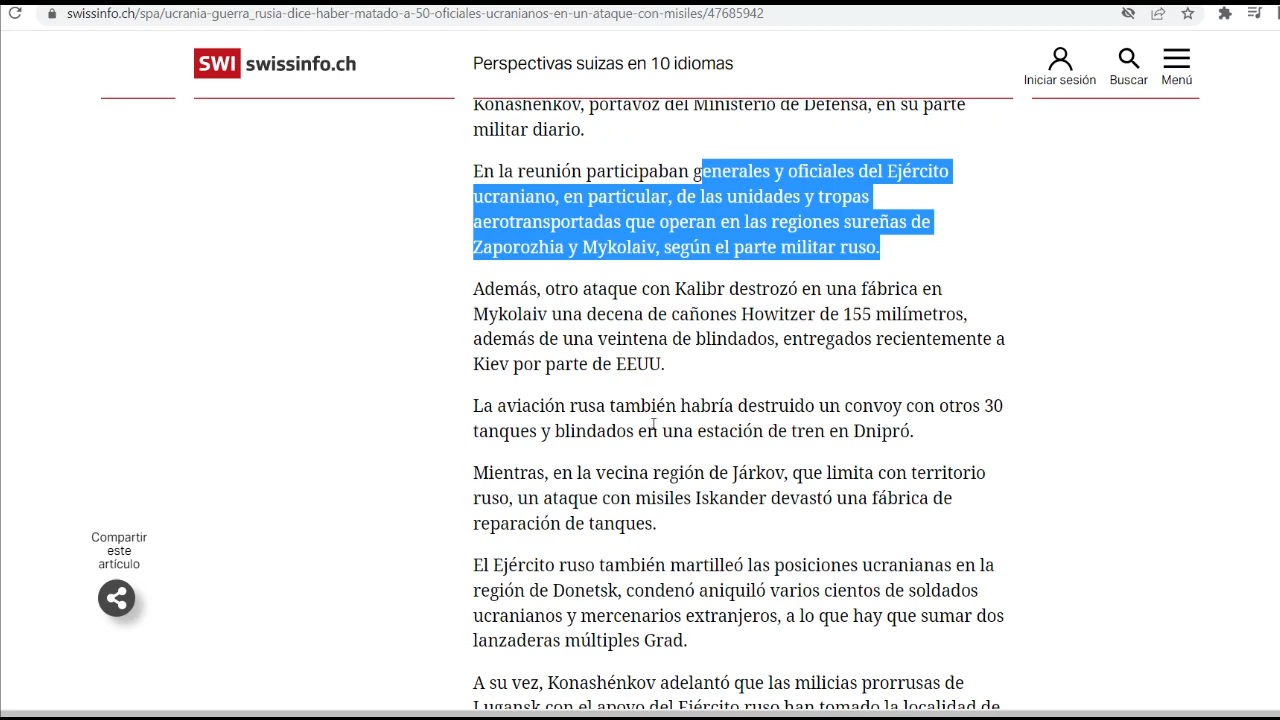 swissinfo.ch/spa/ucrania-guerra_rusia-dice-haber-matado-a-50-oficiales-ucranianos-en-un-ataque-con-misiles/47685942
SWI swissinfo.ch
Perspectivas suizas en 10 idiomas
Iniciar sesión
Buscar
Menú
Konashénkov, portavoz del Ministerio de Defensa, en su parte
militar diario.
En la reunión participaban generales y oficiales del Ejército
ucraniano, en particular, de las unidades y tropas
aerotransportadas que operan en las regiones sureñas de
Zaporozhia y Mykolaiv, según el parte militar ruso.
Además, otro ataque con Kalibr destrozó en una fábrica en
Mykolaiv una decena de cañones Howitzer de 155 milímetros,
además de una veintena de blindados, entregados recientemente a
Kiev por parte de EEUU.
La aviación rusa también habría destruido un convoy con otros 30
tanques y blindados en una estación de tren en Dnipró.
Mientras, en la vecina región de Járkov, que limita con territorio
ruso, un ataque con misiles Iskander devastó una fábrica de
reparación de tanques.
Compartir
este
artículo
El Ejército ruso también martilleó las posiciones ucranianas en la
región de Donetsk, condenó aniquiló varios cientos de soldados
ucranianos y mercenarios extranjeros, a lo que hay que sumar dos
lanzaderas múltiples Grad.
A su vez, Konashénkov adelantó que las milicias prorrusas de
Lugansk con el apoyo del Ejército ruso han tomado la localidad de